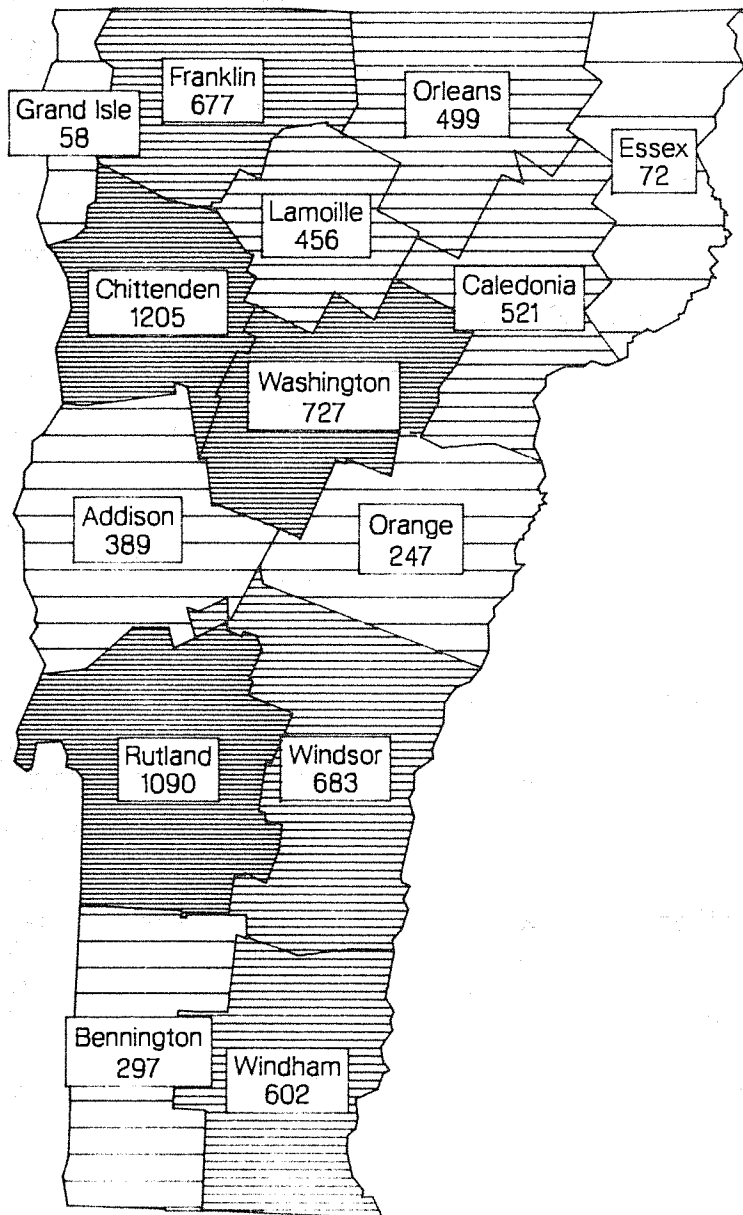 Franklin
677
Orleans
499
Grand Isle
58
Essex
72
Lamoille
456
Chittenden
1205
Caledonia
521
Washington
727
Addison
389
Orange
247
Rutland
1090
Windsor
683
Bennington
297
Windham
602